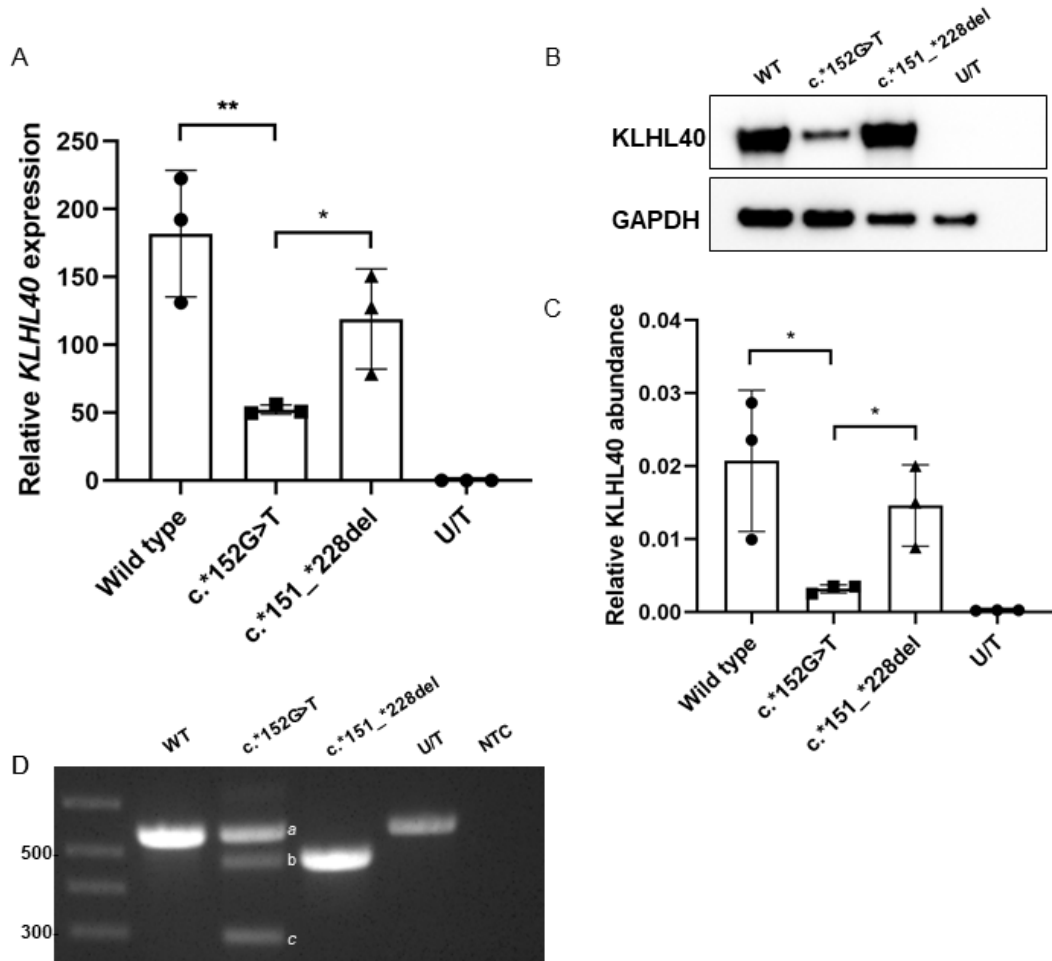 A
Relative KLHL40 expression
250
200
150
100
50
0
**
*
Wild type
c.*152G>T
c.*151_*228del
U/T
B
WT
c.*152G>T
c.*151_*228del
U/T
KLHL40
GAPDH
C
Relative KLHL40 abundance
0.04
0.03
0.02
0.01
0.00
*
*
Wild type
c.*152G>T
c.*151_*228del
U/T
D
WT
c.*152G>T
c.*151_*228del
U/T
NTC
500
300
a
b
c